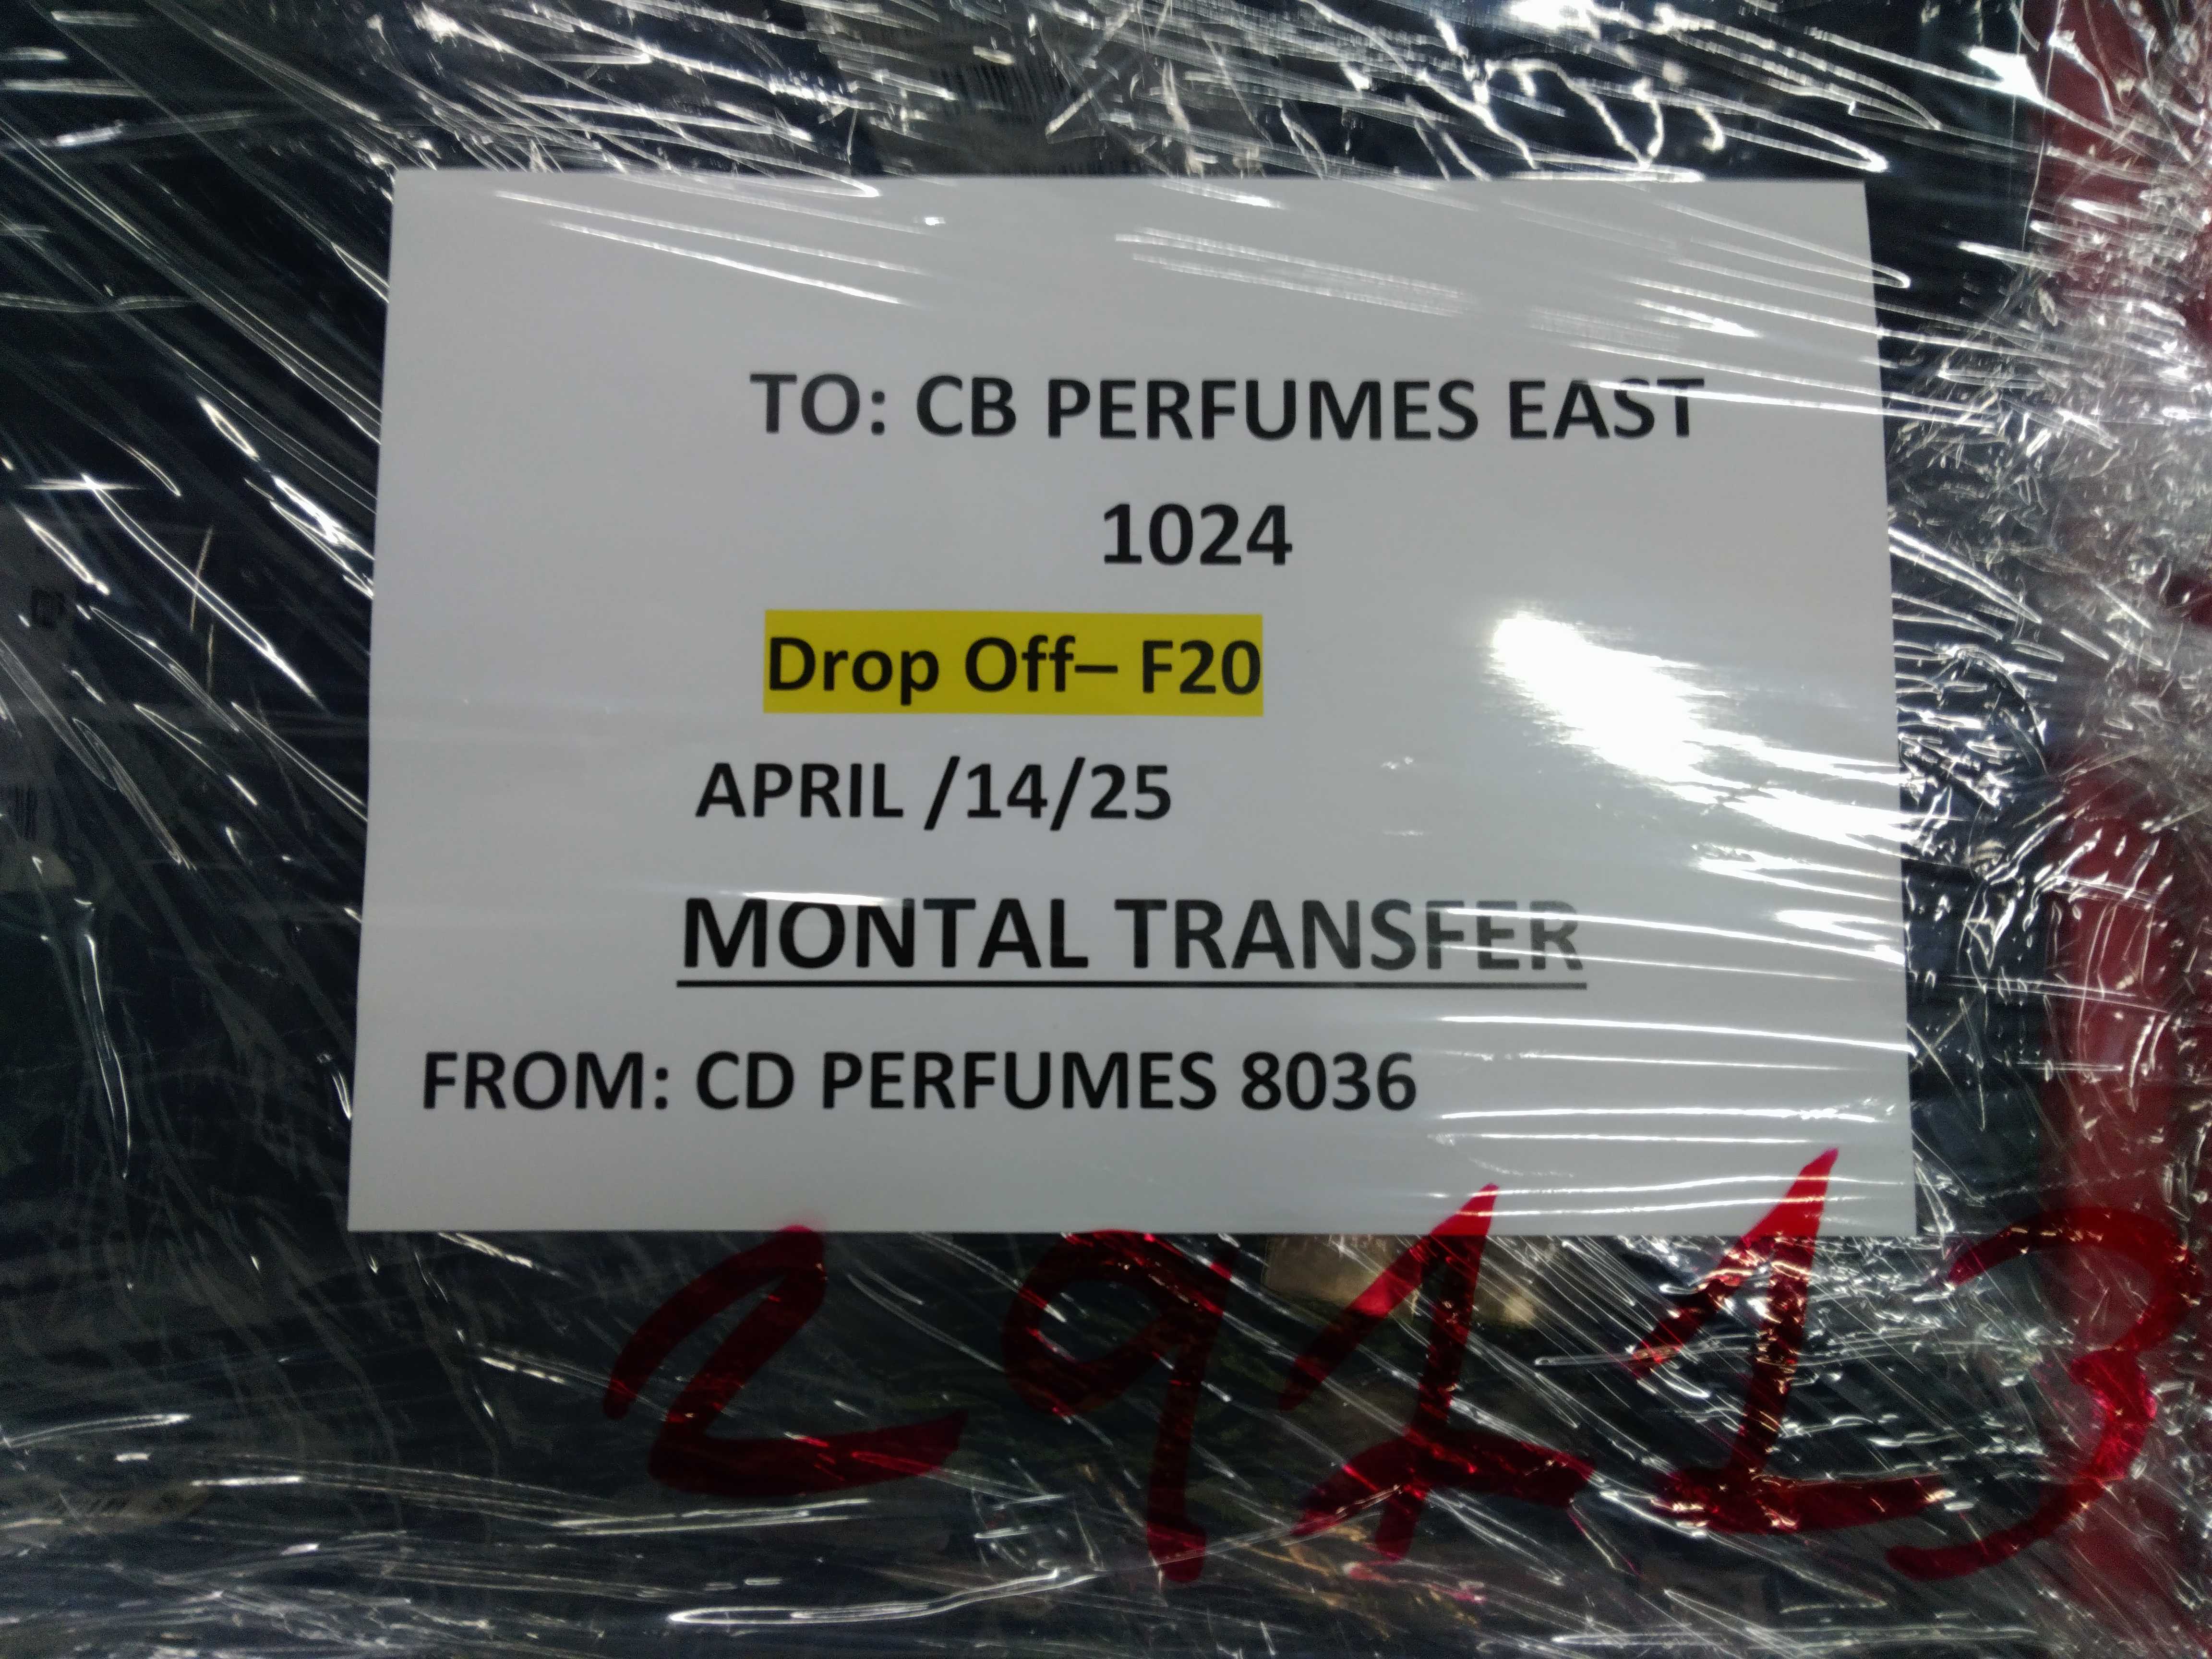 TO: CB PERFUMES EAST
1024
Drop Off– F20
APRIL /14/25
MONTAL TRANSFER
FROM: CD PERFUMES 8036
29113